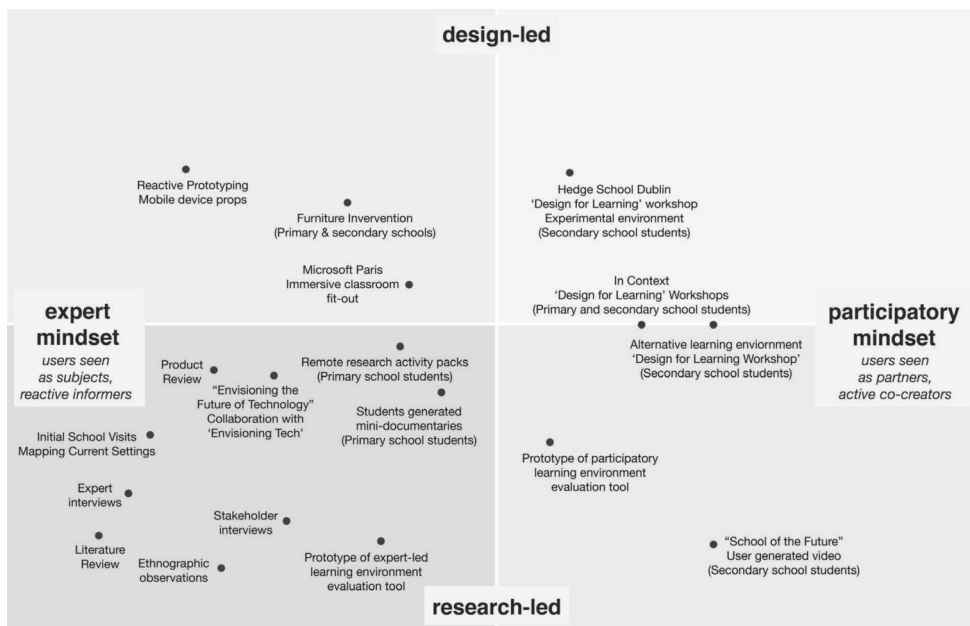 design-led
Reactive Prototyping
Mobile device props
Furniture Invervention
(Primary & secondary schools)
Hedge School Dublin
‘Design for Learning’ workshop
Experimental environment
(Secondary school students)
Microsoft Paris
Immersive classroom
fit-out
In Context
‘Design for Learning’ Workshops
(Primary and secondary school students)
expert
mindset
users seen
as subjects,
reactive informers
participatory
mindset
users seen
as partners,
active co-creators
Product
Review
“Envisioning the
Future of Technology”
Collaboration with
‘Envisioning Tech’
Remote research activity packs
(Primary school students)
Alternative learning enviornment
‘Design for Learning Workshop’
(Secondary school students)
Students generated
mini-documentaries
(Primary school students)
Initial School Visits
Mapping Current Settings
Prototype of participatory
learning environment
evaluation tool
Expert
interviews
Stakeholder
interviews
Literature
Review
Ethnographic
observations
Prototype of expert-led
learning environment
evaluation tool
“School of the Future”
User generated video
(Secondary school students)
research-led